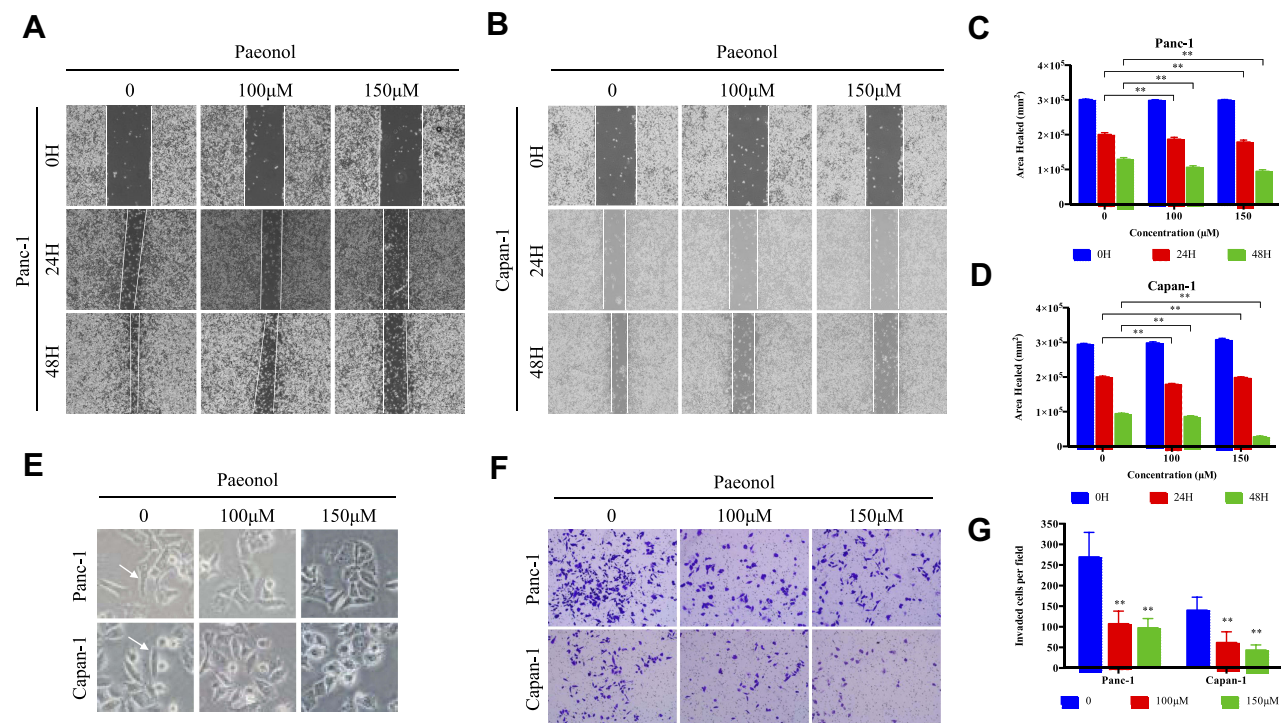 A
Paeonol
0
100μM
150μM
Panc-1
0H
24H
48H
B
Paeonol
0
100μM
150μM
Capan-1
0H
24H
48H
C
Panc-1
**
**
**
**
Area Healed (mm²)
4×10⁵
3×10⁵
2×10⁵
1×10⁵
0
0
100
150
Concentration (μM)
0H
24H
48H
D
Capan-1
**
**
**
**
Area Healed (mm²)
4×10⁵
3×10⁵
2×10⁵
1×10⁵
0
0
100
150
Concentration (μM)
0H
24H
48H
E
Paeonol
0
100μM
150μM
Panc-1
Capan-1
F
Paeonol
0
100μM
150μM
Panc-1
Capan-1
G
Invaded cells per field
350
300
250
200
150
100
50
0
**
**
**
**
Panc-1
Capan-1
0
100μM
150μM